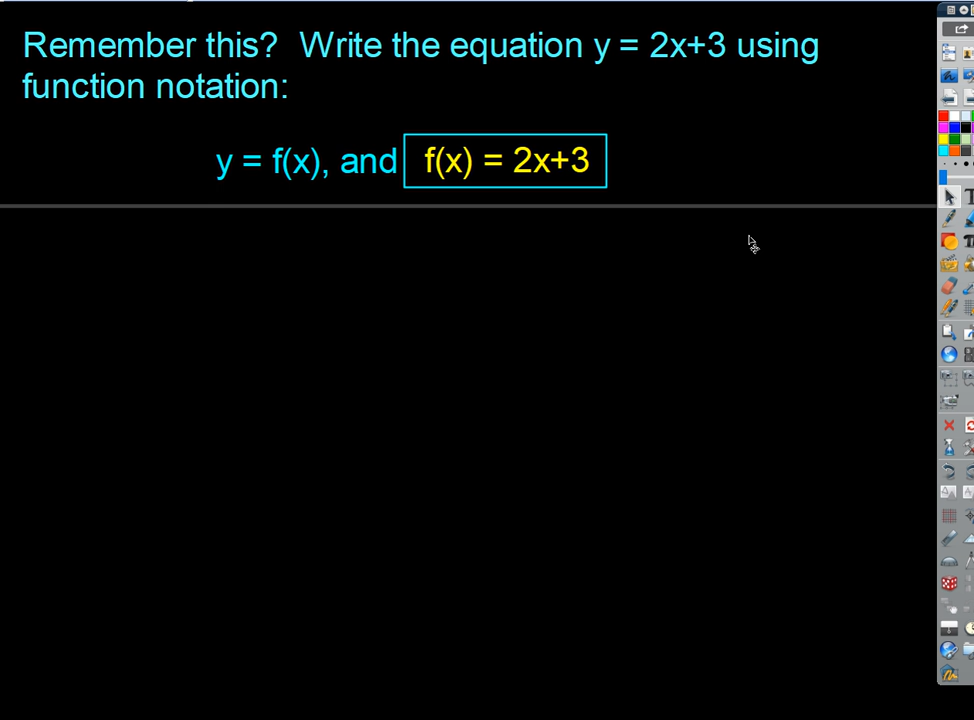 Remember this? Write the equation y = 2x+3 using
function notation:
y = f(x), and f(x) = 2x+3